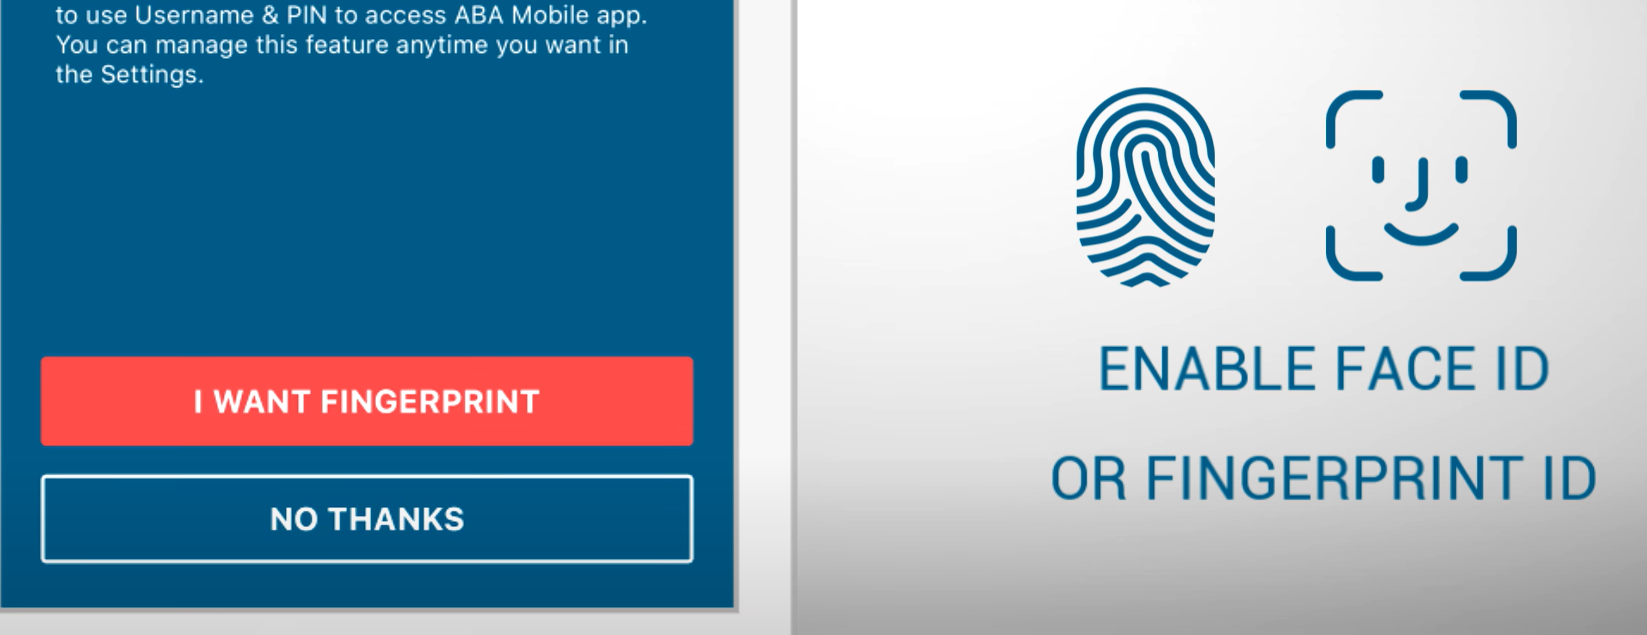 to use Username & PIN to access ABA Mobile app.
You can manage this feature anytime you want in
the Settings.
I WANT FINGERPRINT
NO THANKS
ENABLE FACE ID
OR FINGERPRINT ID